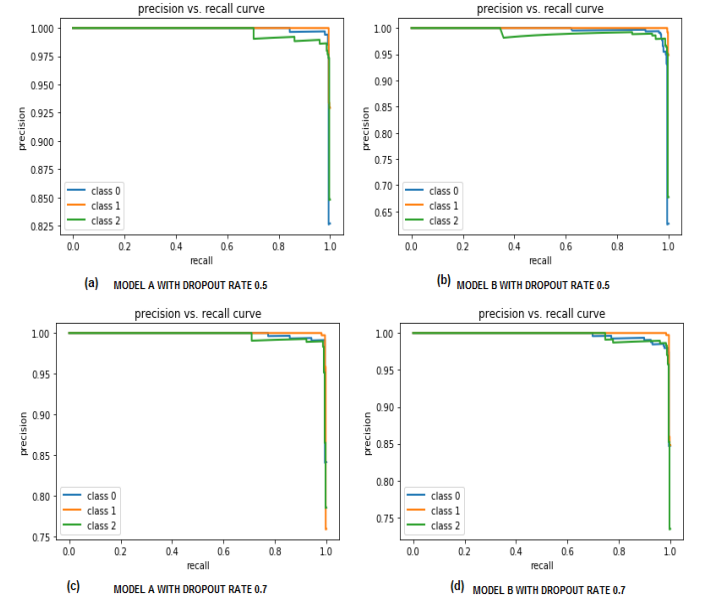 precision vs. recall curve
1.000
0.975
0.950
0.925
0.900
0.875
0.850
0.825
precision
class 0
class 1
class 2
0.0 0.2 0.4 0.6 0.8 1.0
recall
(a) MODEL A WITH DROPOUT RATE 0.5
precision vs. recall curve
1.00
0.95
0.90
0.85
0.80
0.75
0.70
0.65
precision
class 0
class 1
class 2
0.0 0.2 0.4 0.6 0.8 1.0
recall
(b) MODEL B WITH DROPOUT RATE 0.5
precision vs. recall curve
1.00
0.95
0.90
0.85
0.80
0.75
precision
class 0
class 1
class 2
0.0 0.2 0.4 0.6 0.8 1.0
recall
(c) MODEL A WITH DROPOUT RATE 0.7
precision vs. recall curve
1.00
0.95
0.90
0.85
0.80
0.75
precision
class 0
class 1
class 2
0.0 0.2 0.4 0.6 0.8 1.0
recall
(d) MODEL B WITH DROPOUT RATE 0.7